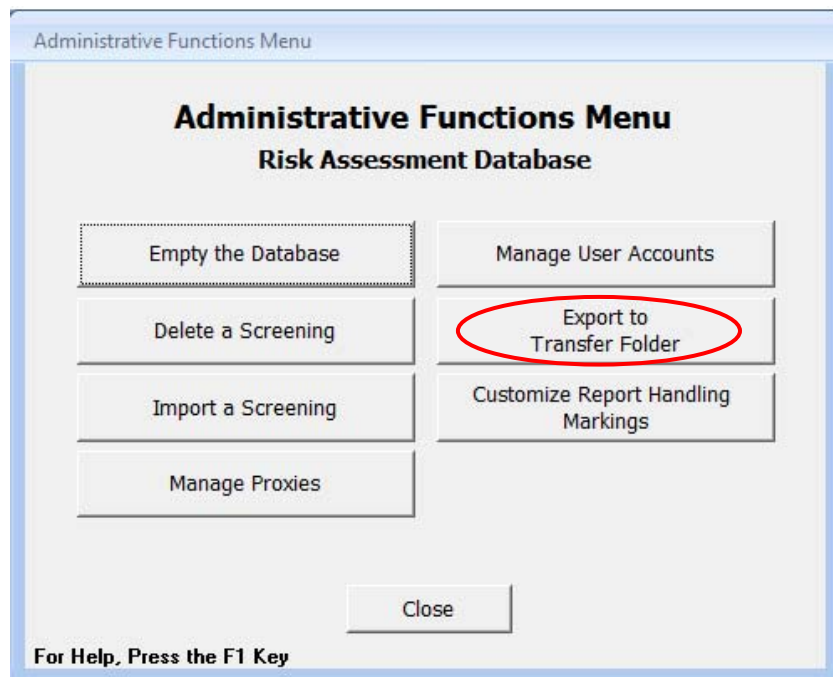 Administrative Functions Menu
Administrative Functions Menu
Risk Assessment Database
Empty the Database
Manage User Accounts
Delete a Screening
Export to
Transfer Folder
Import a Screening
Customize Report Handling
Markings
Manage Proxies
Close
For Help, Press the F1 Key